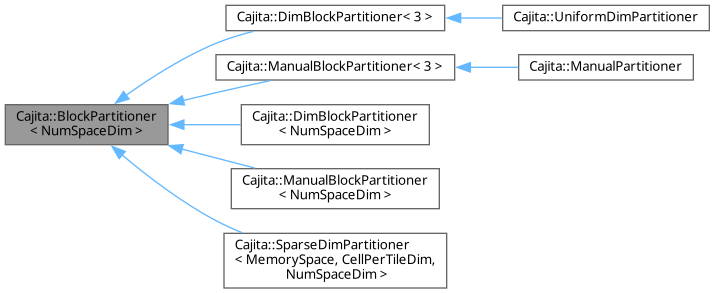 Cajita::DimBlockPartitioner< 3 >
Cajita::UniformDimPartitioner
Cajita::ManualBlockPartitioner< 3 >
Cajita::ManualPartitioner
Cajita::BlockPartitioner
< NumSpaceDim >
Cajita::DimBlockPartitioner
< NumSpaceDim >
Cajita::ManualBlockPartitioner
< NumSpaceDim >
Cajita::SparseDimPartitioner
< MemorySpace, CellPerTileDim,
NumSpaceDim >